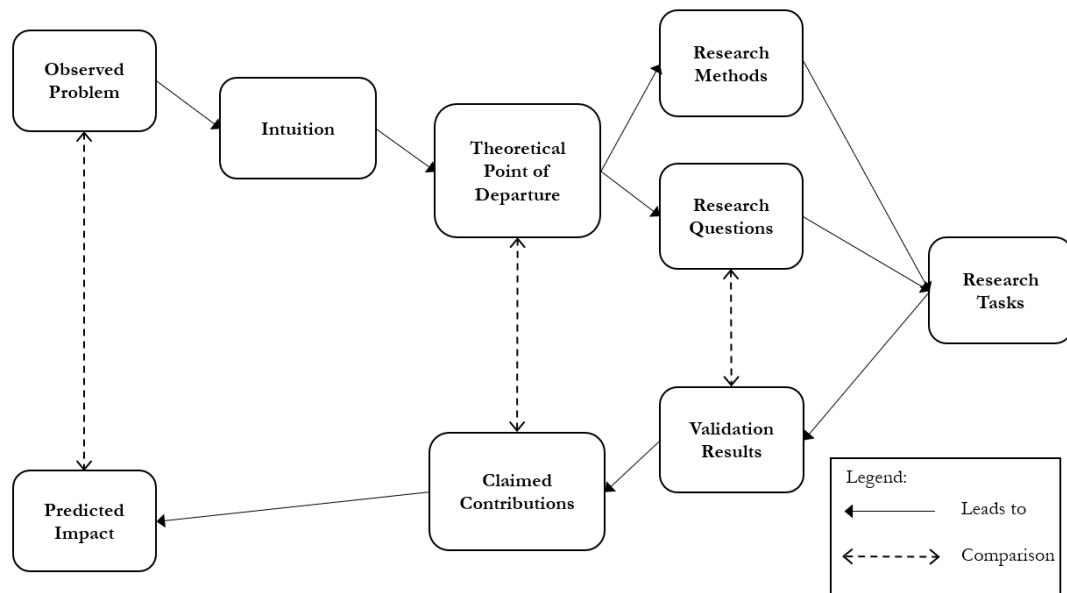 Observed
Problem
Intuition
Theoretical
Point of
Departure
Research
Methods
Research
Questions
Research
Tasks
Validation
Results
Claimed
Contributions
Predicted
Impact
Legend:
Leads to
Comparison